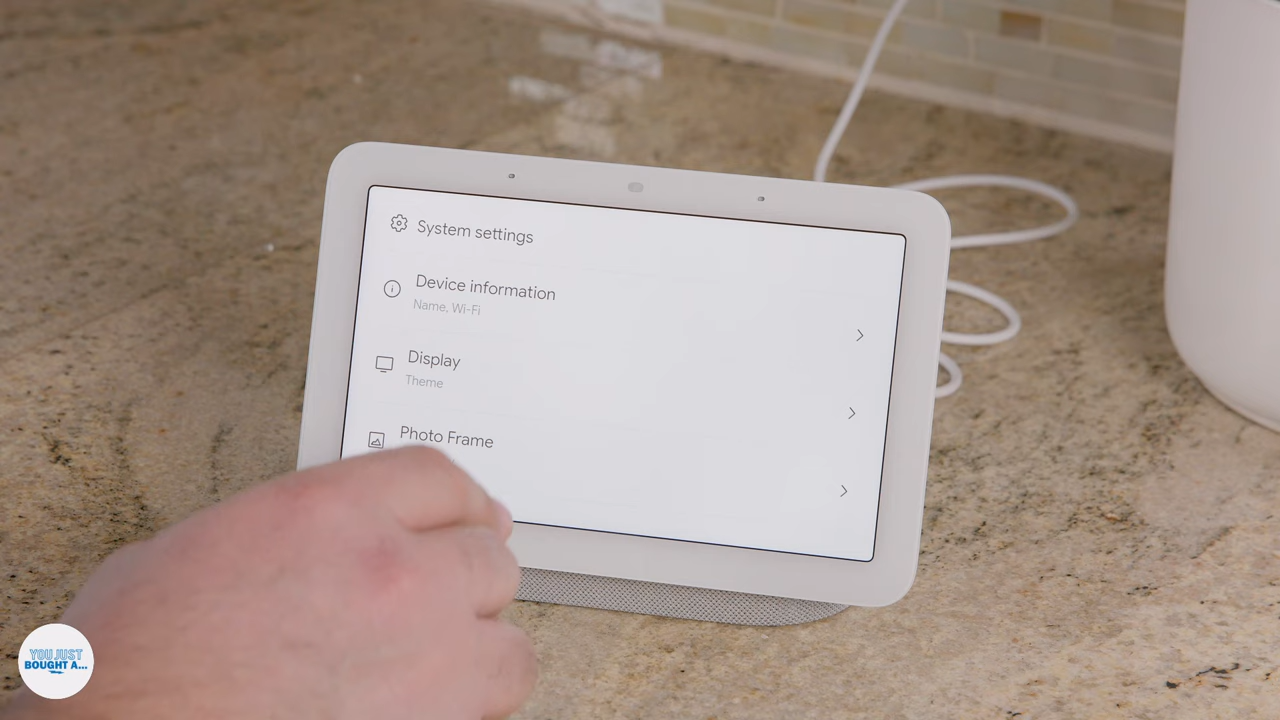 System settings
Device information
Name, Wi-Fi
Display
Theme
Photo Frame
YOU JUST
BOUGHT A...